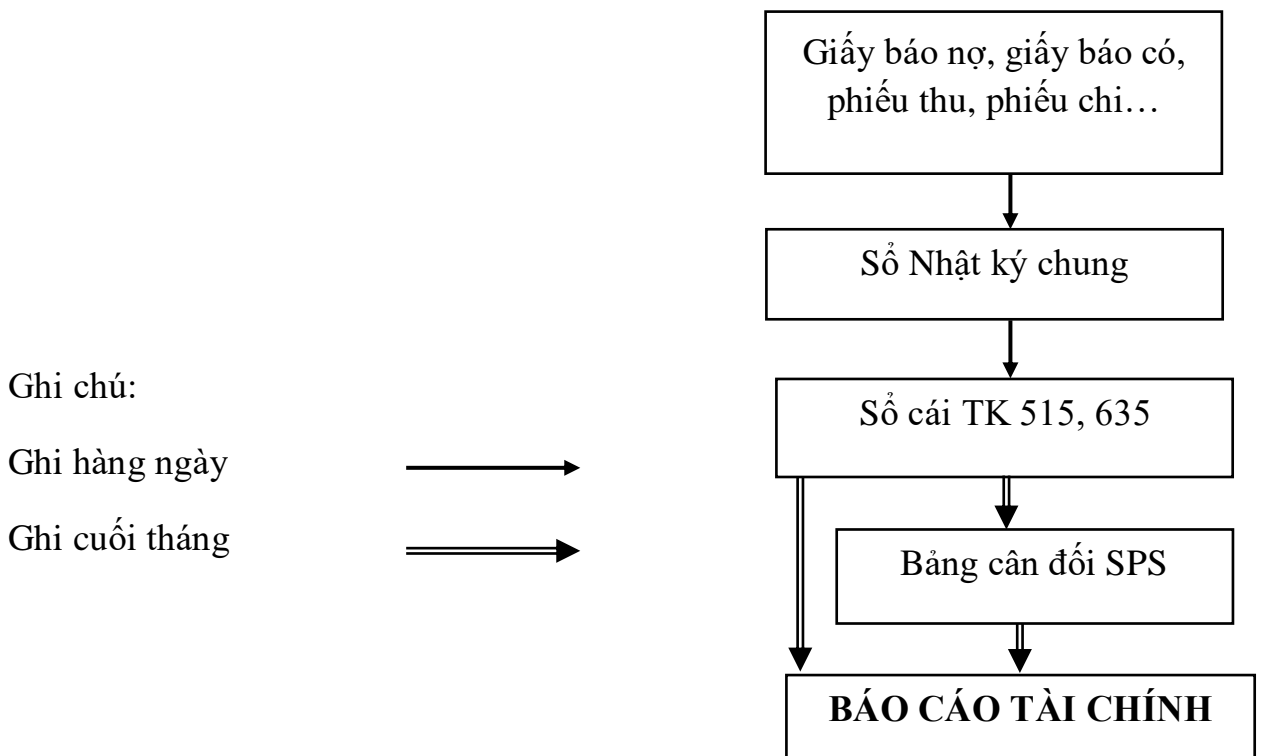 Giấy báo nợ, giấy báo có,
phiếu thu, phiếu chi…
Sổ Nhật ký chung
Ghi chú:
Sổ cái TK 515, 635
Ghi hàng ngày
Ghi cuối tháng
Bảng cân đối SPS
BÁO CÁO TÀI CHÍNH